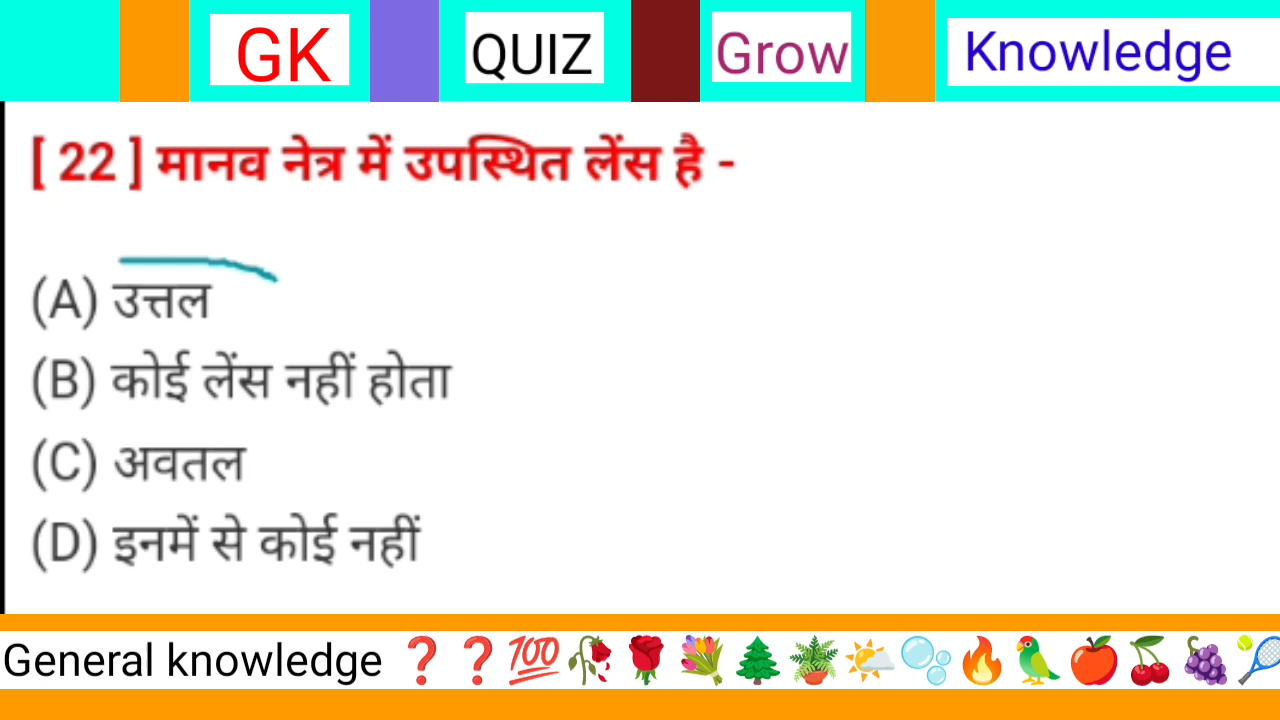 GK QUIZ Grow Knowledge
[ 22 ] मानव नेत्र में उपस्थित लेंस है -
(A) उत्तल
(B) कोई लेंस नहीं होता
(C) अवतल
(D) इनमें से कोई नहीं
General knowledge ❓❓💯🥀🌹💐🌲🪴🌤️🫧🔥🦜🍎🍒🍇🎾